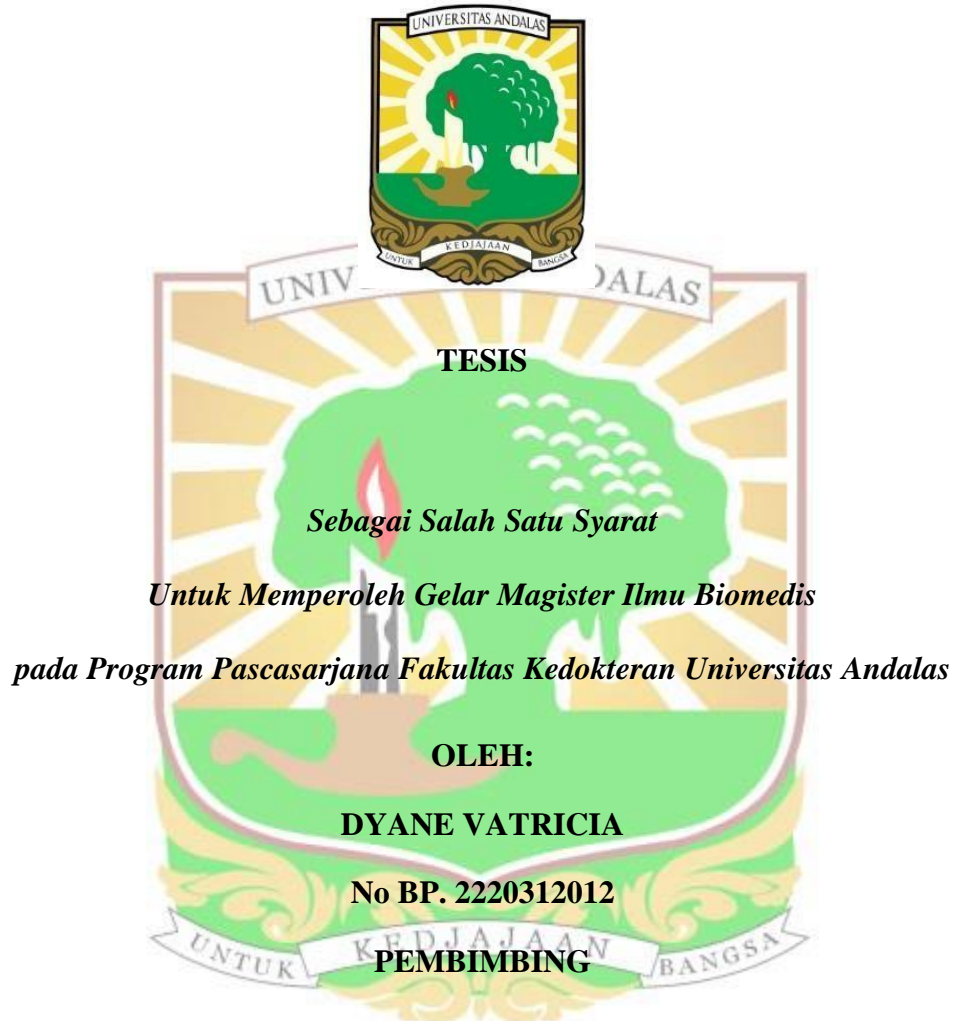 UNIVERSITAS ANDALAS
UNTUK KEDJAJAAN BANGSA
UNIV DALAS
TESIS
Sebagai Salah Satu Syarat
Untuk Memperoleh Gelar Magister Ilmu Biomedis
pada Program Pascasarjana Fakultas Kedokteran Universitas Andalas
OLEH:
DYANE VATRICIA
No BP. 2220312012
UNTUK KEDJAJAAN BANGSA
PEMBIMBING